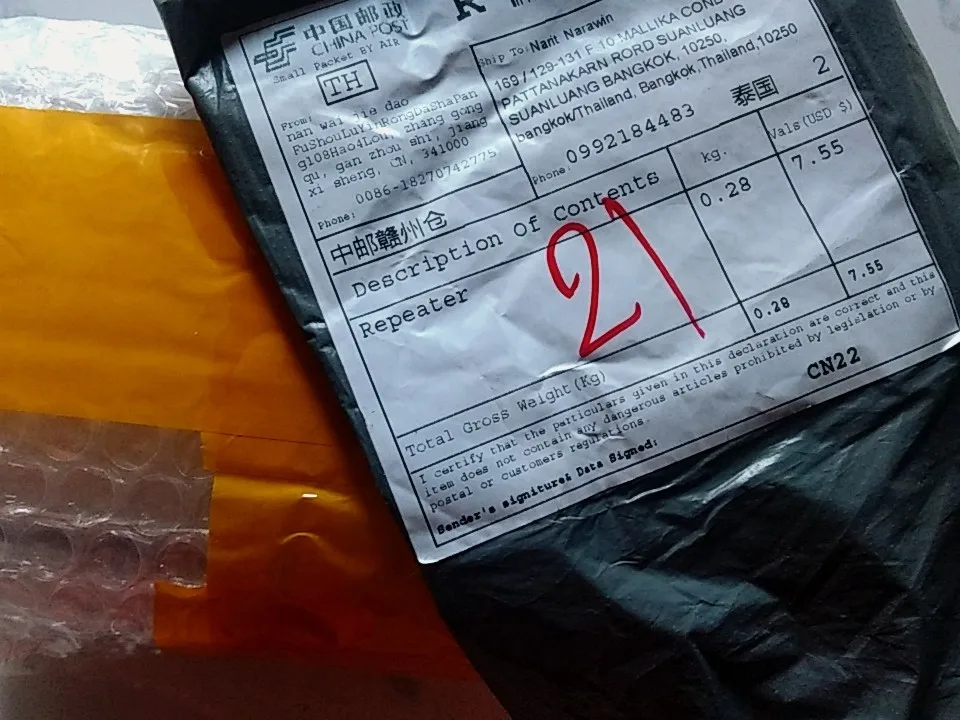 中国邮政
CHINA POST
Small Packet BY AIR
TH
From:
nan wai jie dao
FuShouLuYinRongDaShaPan
g108Hao4Lou, zhang gong
qu, gan zhou shi, jiang
xi sheng, CN, 341000
0086-18270742775
Phone:
Ship To: Narit Narawin
169/129-131 F.10-MALLIKA COND
PATTANAKARN RORD SUANLUANG
SUANLUANG BANGKOK, 10250,
bangkok/Thailand, Bangkok,Thailand,10250
泰国 2
Phone: 0992184483
中邮赣州仓
Description Of Contents kg. Vals(USD $)
Repeater 0.28 7.55
21
Total Gross Weight(Kg) 0.28 7.55
I certify that the particulars given in this declaration are correct and this
item does not contain any dangerous articles prohibited by legislation or by
postal or customers regurations.
Sender's signiture& Data Signed:
CN22